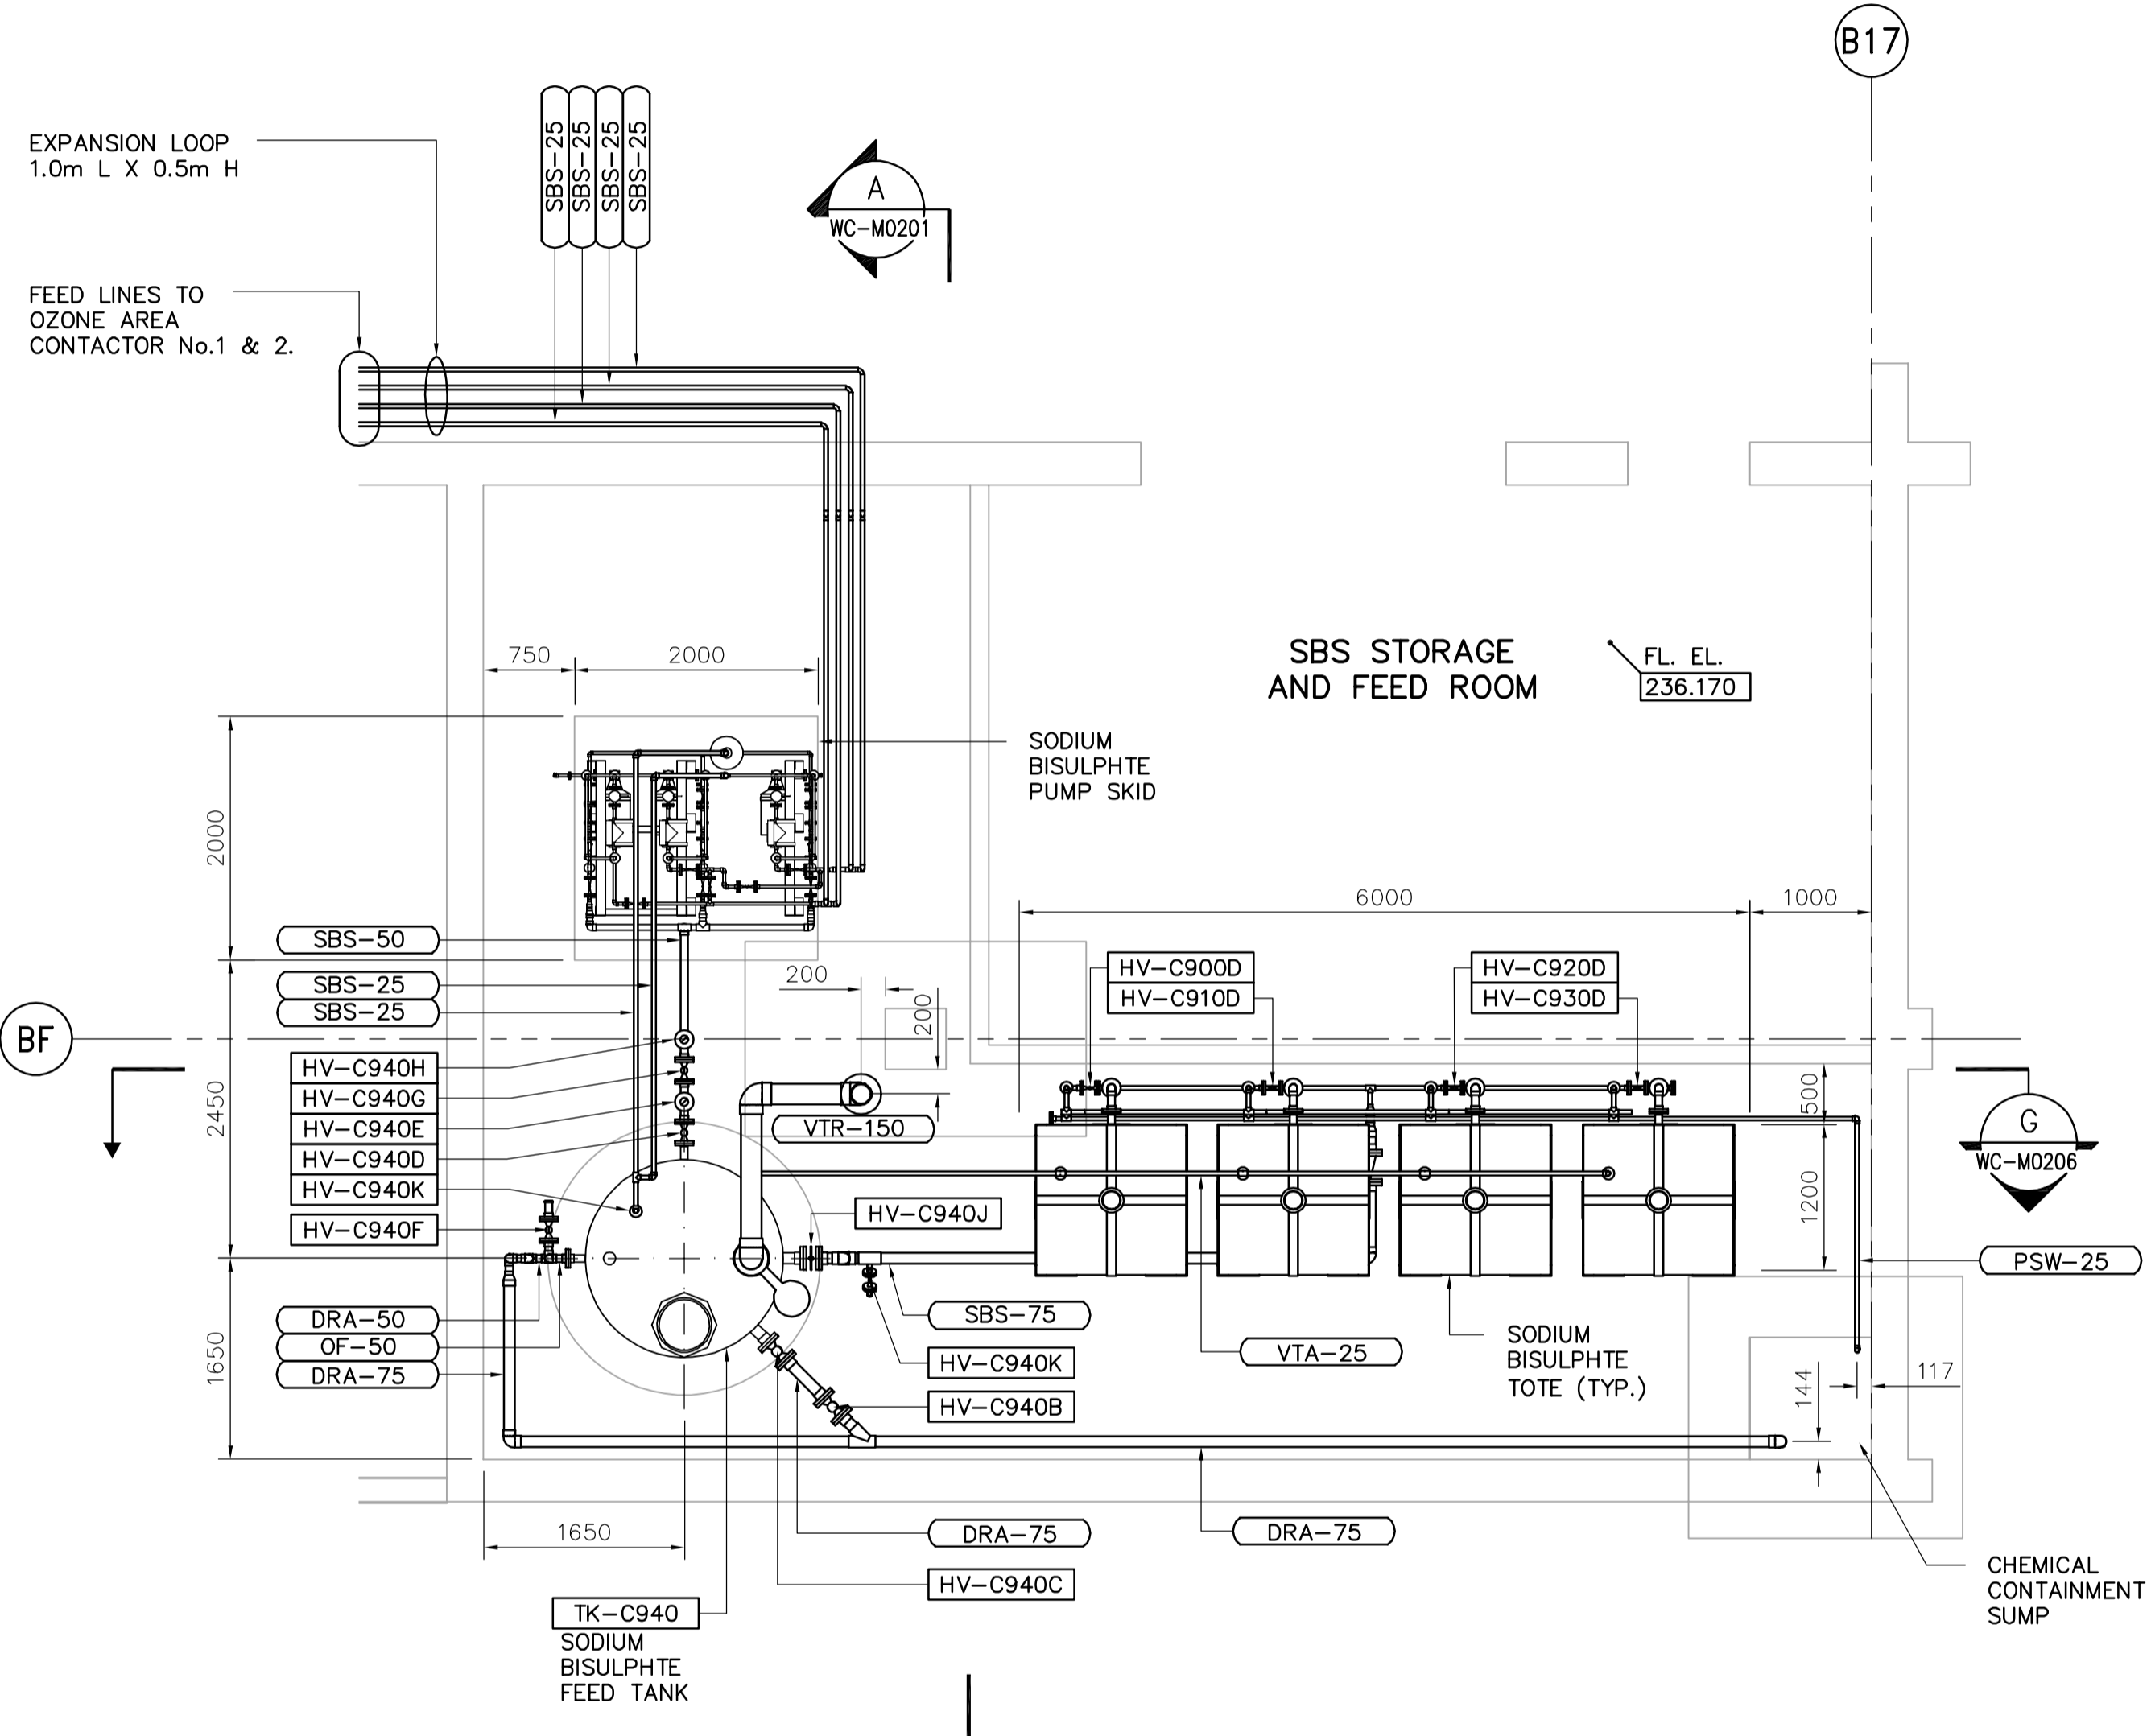 B17
EXPANSION LOOP
1.0m L X 0.5m H
SBS-25
SBS-25
SBS-25
SBS-25
A
WC-M0201
FEED LINES TO
OZONE AREA
CONTACTOR No.1 & 2.
750
2000
SBS STORAGE
AND FEED ROOM
FL. EL.
236.170
SODIUM
BISULPHTE
PUMP SKID
2000
6000
1000
SBS-50
SBS-25
SBS-25
200
200
HV-C900D
HV-C910D
HV-C920D
HV-C930D
BF
HV-C940H
HV-C940G
HV-C940E
HV-C940D
HV-C940K
HV-C940F
2450
VTR-150
500
G
WC-M0206
1200
HV-C940J
PSW-25
DRA-50
OF-50
DRA-75
1650
SBS-75
HV-C940K
HV-C940B
VTA-25
SODIUM
BISULPHTE
TOTE (TYP.)
144
117
1650
DRA-75
DRA-75
HV-C940C
TK-C940
SODIUM
BISULPHTE
FEED TANK
CHEMICAL
CONTAINMENT
SUMP